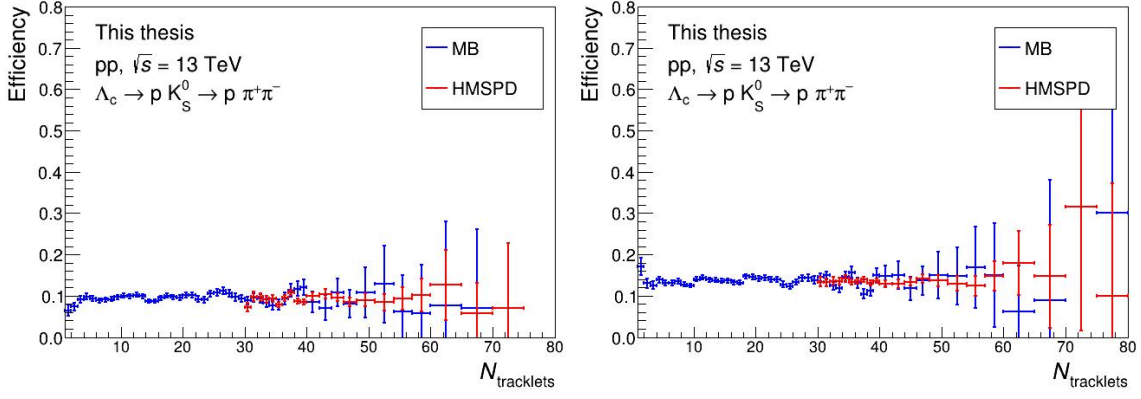 Efficiency
0.8
0.7
0.6
0.5
0.4
0.3
0.2
0.1
0.0
This thesis
pp, √s = 13 TeV
Λc → p K⁰S → p π⁺π⁻
MB
HMSPD
10 20 30 40 50 60 70 80
Ntracklets
Efficiency
0.8
0.7
0.6
0.5
0.4
0.3
0.2
0.1
0.0
This thesis
pp, √s = 13 TeV
Λc → p K⁰S → p π⁺π⁻
MB
HMSPD
10 20 30 40 50 60 70 80
Ntracklets